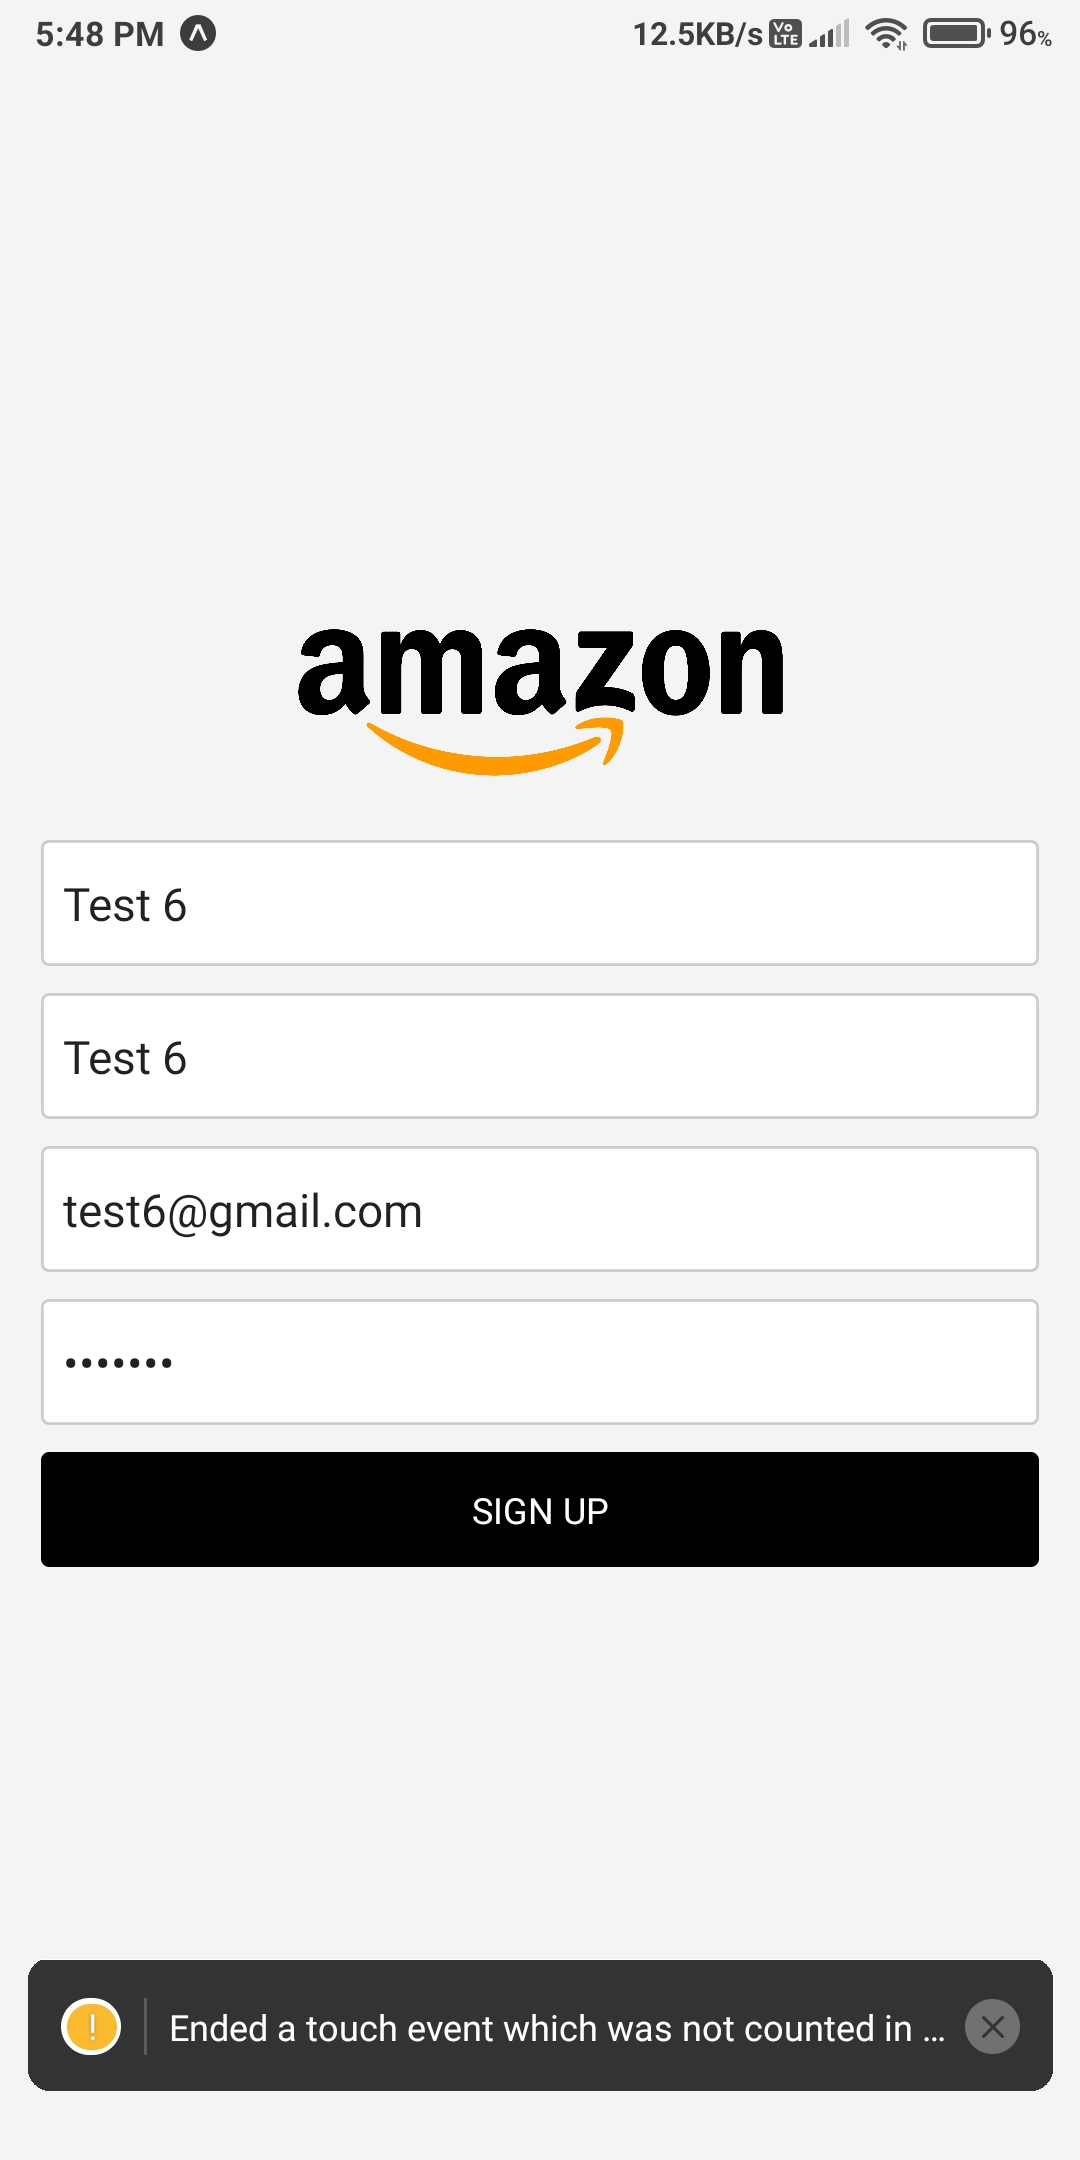 5:48 PM 12.5KB/s Vo LTE 96%
amazon
Test 6
Test 6
test6@gmail.com
•••••••
SIGN UP
! Ended a touch event which was not counted in ...